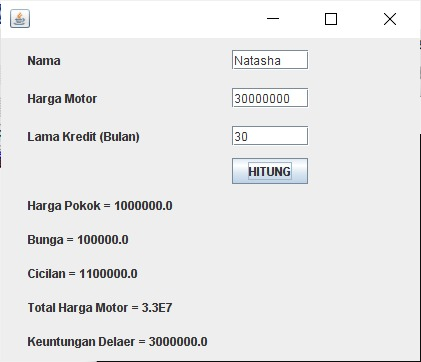 Nama Natasha
Harga Motor 30000000
Lama Kredit (Bulan) 30
HITUNG
Harga Pokok = 1000000.0
Bunga = 100000.0
Cicilan = 1100000.0
Total Harga Motor = 3.3E7
Keuntungan Delaer = 3000000.0